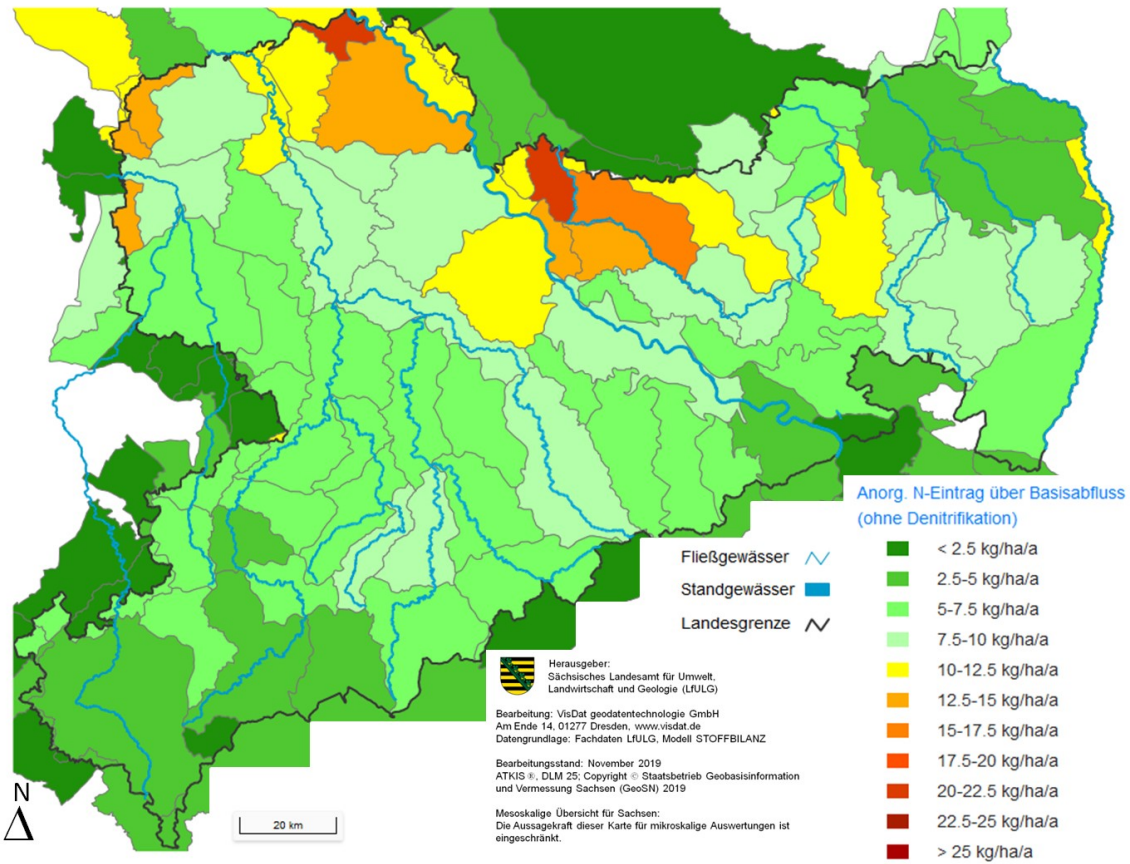 Anorg. N-Eintrag über Basisabfluss
(ohne Denitrifikation)
< 2.5 kg/ha/a
2.5-5 kg/ha/a
5-7.5 kg/ha/a
7.5-10 kg/ha/a
10-12.5 kg/ha/a
12.5-15 kg/ha/a
15-17.5 kg/ha/a
17.5-20 kg/ha/a
20-22.5 kg/ha/a
22.5-25 kg/ha/a
> 25 kg/ha/a
Fließgewässer
Standgewässer
Landesgrenze
Herausgeber:
Sächsisches Landesamt für Umwelt,
Landwirtschaft und Geologie (LfULG)
Bearbeitung: VisDat geodatentechnologie GmbH
Am Ende 14, 01277 Dresden, www.visdat.de
Datengrundlage: Fachdaten LfULG, Modell STOFFBILANZ
Bearbeitungsstand: November 2019
ATKIS ®, DLM 25; Copyright © Staatsbetrieb Geobasisinformation
und Vermessung Sachsen (GeoSN) 2019
Mesoskalige Übersicht für Sachsen:
Die Aussagekraft dieser Karte für mikroskalige Auswertungen ist
eingeschränkt.
N
20 km